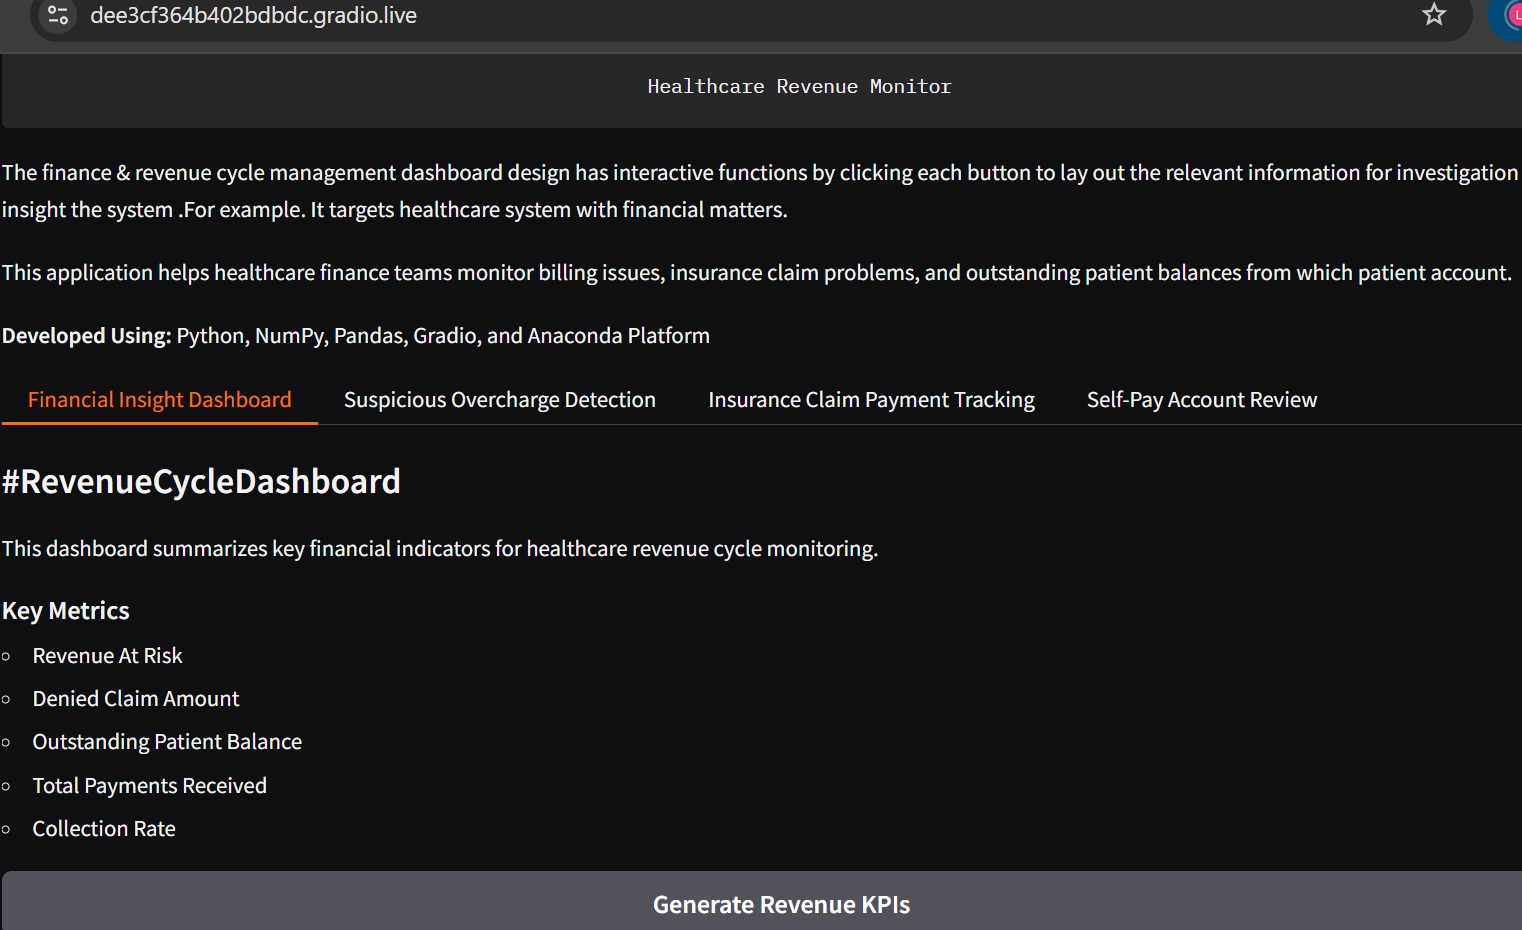 dee3cf364b402bdbdc.gradio.live
Healthcare Revenue Monitor
The finance & revenue cycle management dashboard design has interactive functions by clicking each button to lay out the relevant information for investigation
insight the system .For example. It targets healthcare system with financial matters.
This application helps healthcare finance teams monitor billing issues, insurance claim problems, and outstanding patient balances from which patient account.
Developed Using: Python, NumPy, Pandas, Gradio, and Anaconda Platform
Financial Insight Dashboard Suspicious Overcharge Detection Insurance Claim Payment Tracking Self-Pay Account Review
#RevenueCycleDashboard
This dashboard summarizes key financial indicators for healthcare revenue cycle monitoring.
Key Metrics
Revenue At Risk
Denied Claim Amount
Outstanding Patient Balance
Total Payments Received
Collection Rate
Generate Revenue KPIs